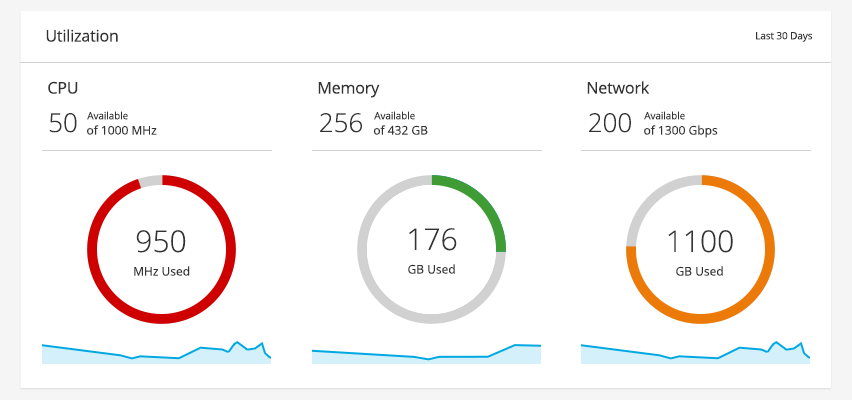 Utilization
Last 30 Days
CPU
50 Available
of 1000 MHz
950
MHz Used
Memory
256 Available
of 432 GB
176
GB Used
Network
200 Available
of 1300 Gbps
1100
GB Used